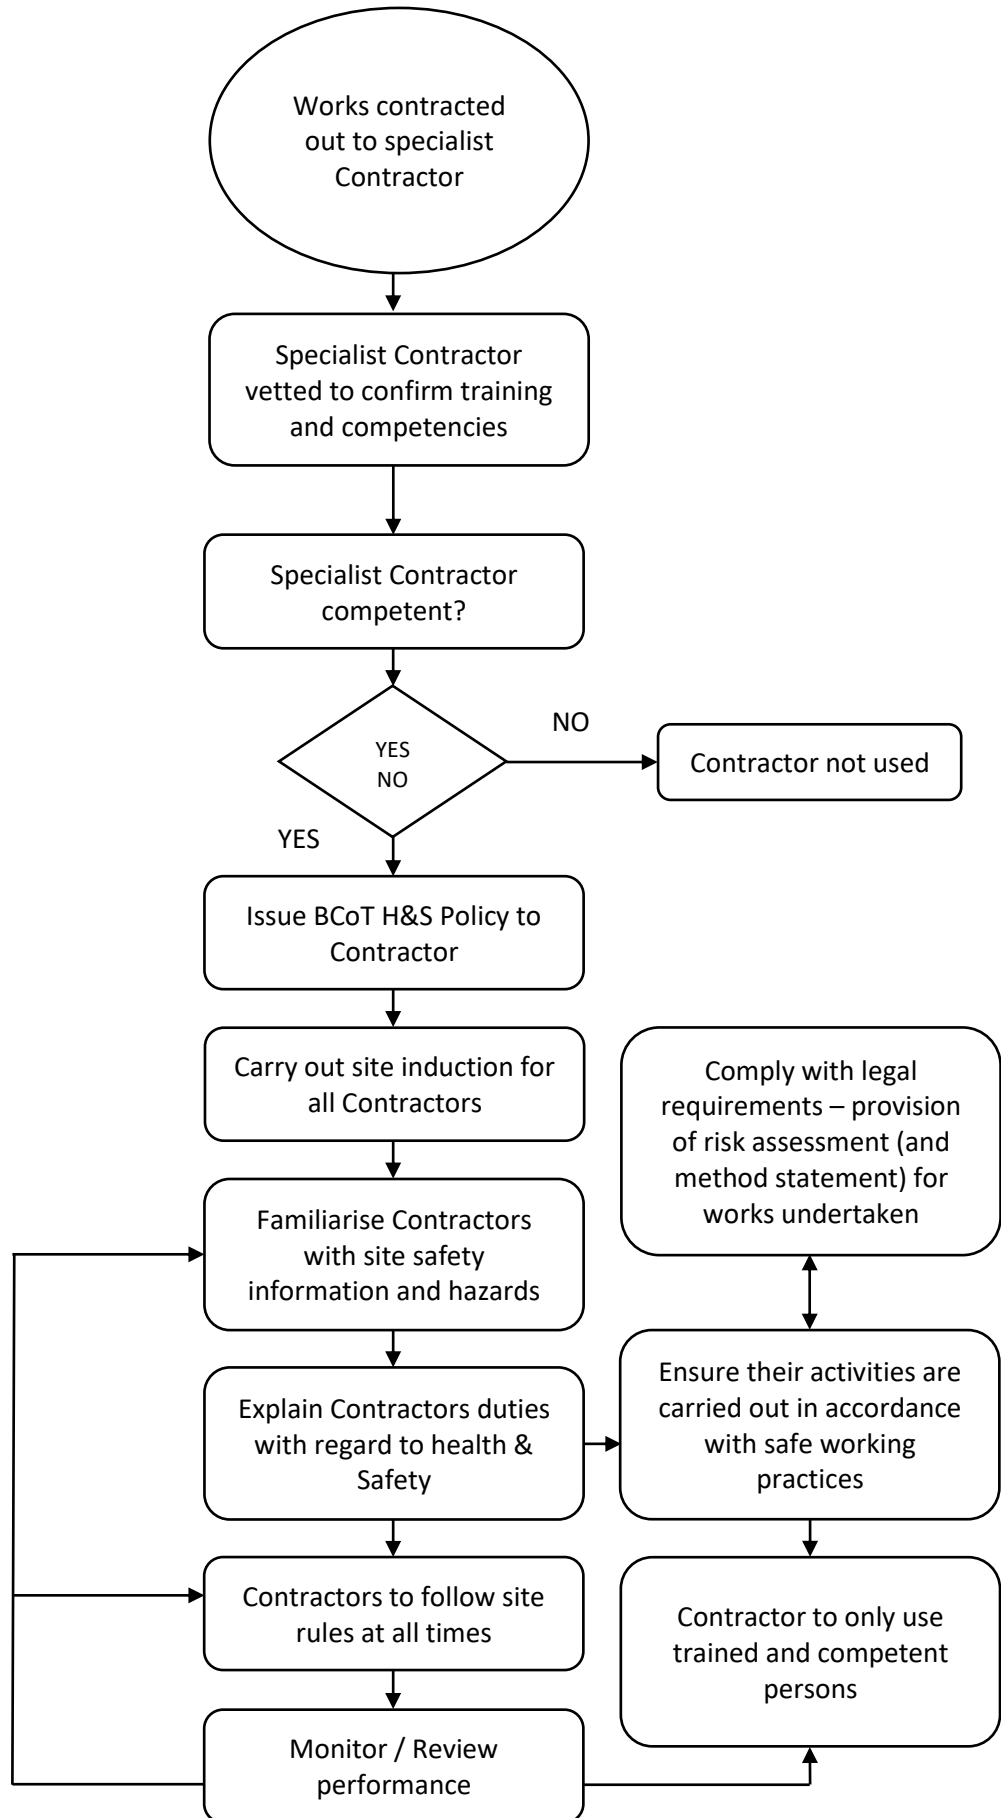 Works contracted
out to specialist
Contractor
Specialist Contractor
vetted to confirm training
and competencies
Specialist Contractor
competent?
YES
NO
NO
Contractor not used
YES
Issue BCoT H&S Policy to
Contractor
Carry out site induction for
all Contractors
Comply with legal
requirements – provision
of risk assessment (and
method statement) for
works undertaken
Familiarise Contractors
with site safety
information and hazards
Explain Contractors duties
with regard to health &
Safety
Ensure their activities are
carried out in accordance
with safe working
practices
Contractors to follow site
rules at all times
Contractor to only use
trained and competent
persons
Monitor / Review
performance